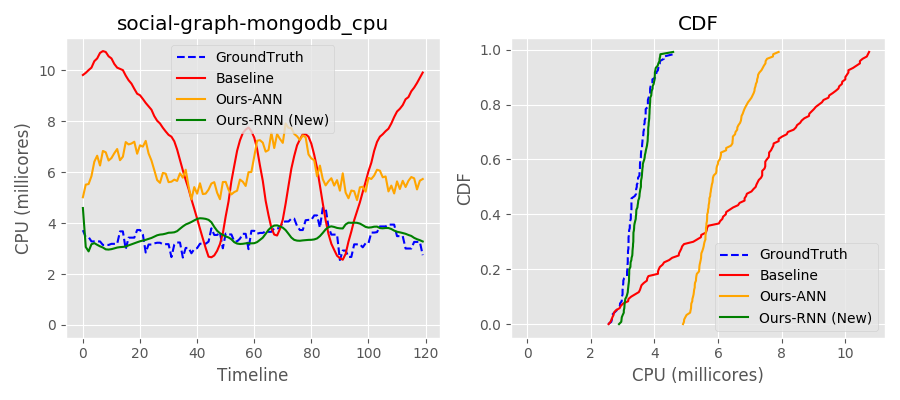 social-graph-mongodb_cpu
CPU (millicores)
10
8
6
4
2
0
GroundTruth
Baseline
Ours-ANN
Ours-RNN (New)
0 20 40 60 80 100 120
Timeline
CDF
CDF
1.0
0.8
0.6
0.4
0.2
0.0
GroundTruth
Baseline
Ours-ANN
Ours-RNN (New)
0 2 4 6 8 10
CPU (millicores)